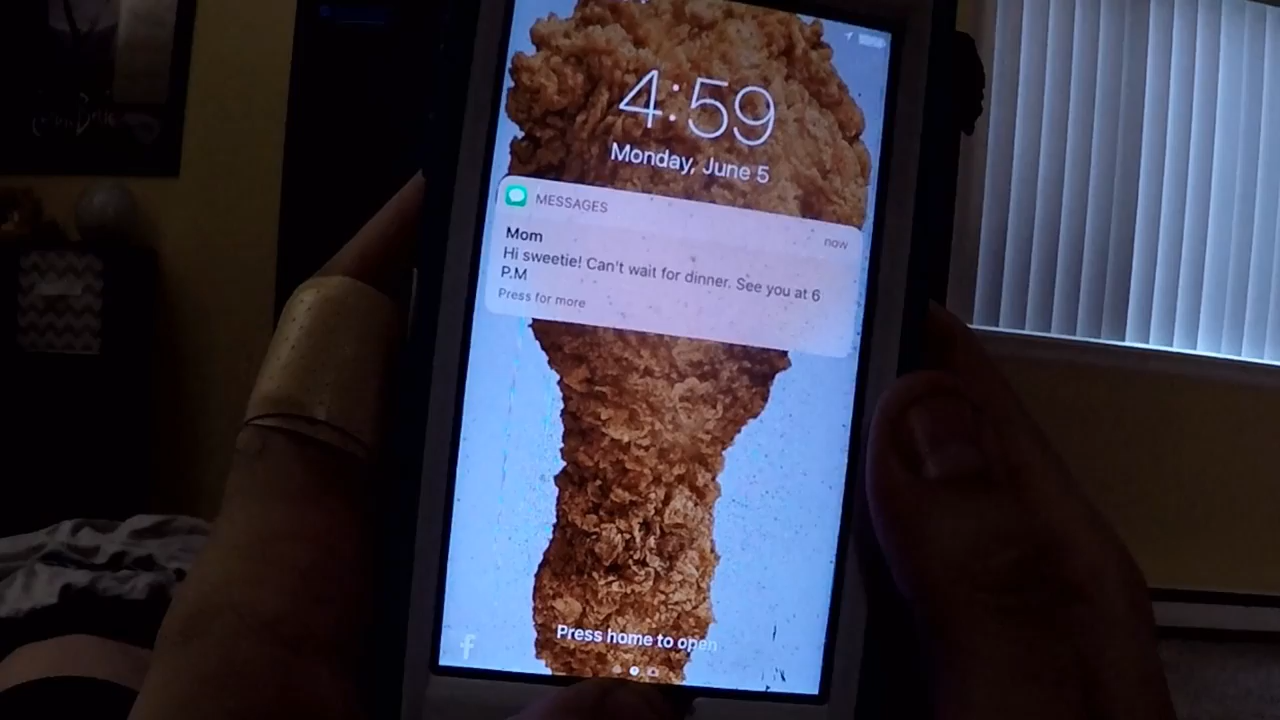 4:59
Monday, June 5
MESSAGES
now
Mom
Hi sweetie! Can't wait for dinner. See you at 6
P.M
Press for more
Press home to open
f